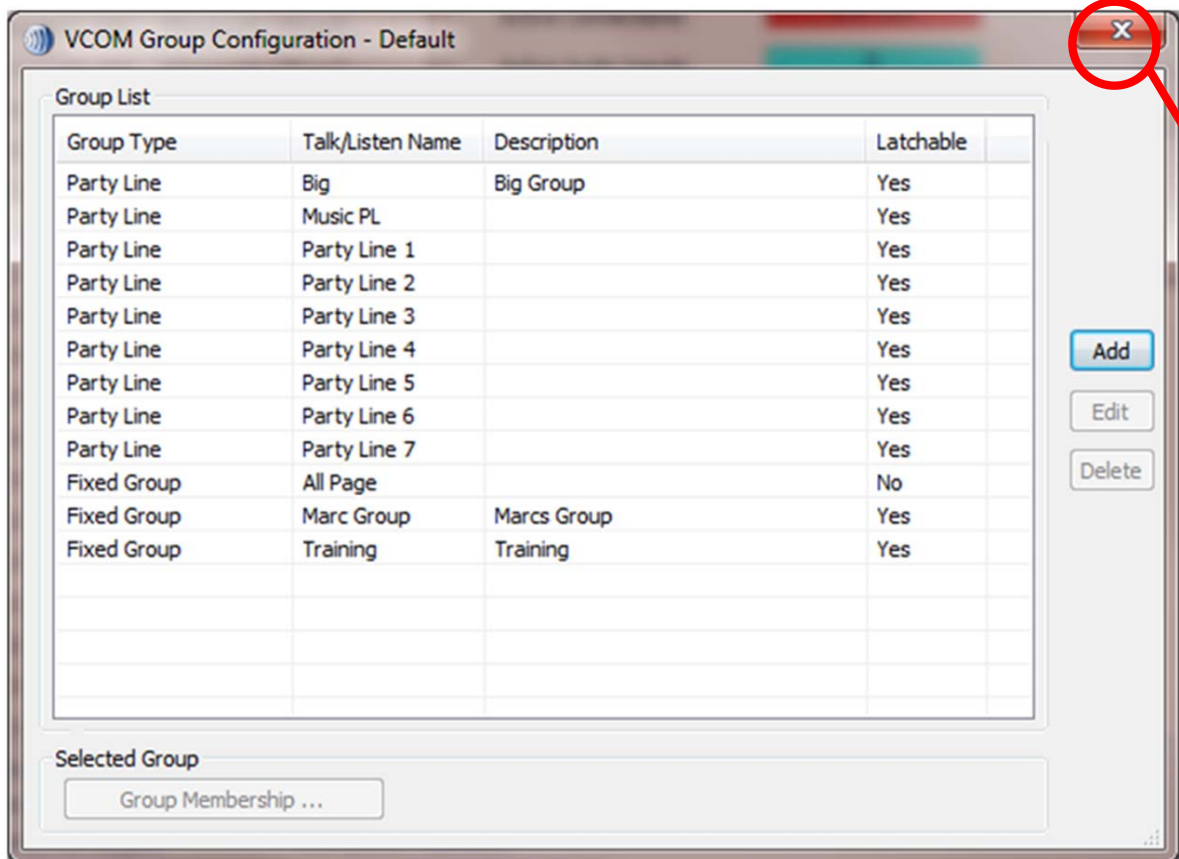 VCOM Group Configuration - Default
Group List
Group Type Talk/Listen Name Description Latchable
Party Line Big Big Group Yes
Party Line Music PL Yes
Party Line Party Line 1 Yes
Party Line Party Line 2 Yes
Party Line Party Line 3 Yes
Party Line Party Line 4 Yes
Party Line Party Line 5 Yes
Party Line Party Line 6 Yes
Party Line Party Line 7 Yes
Fixed Group All Page No
Fixed Group Marc Group Marcs Group Yes
Fixed Group Training Training Yes
Add
Edit
Delete
Selected Group
Group Membership ...